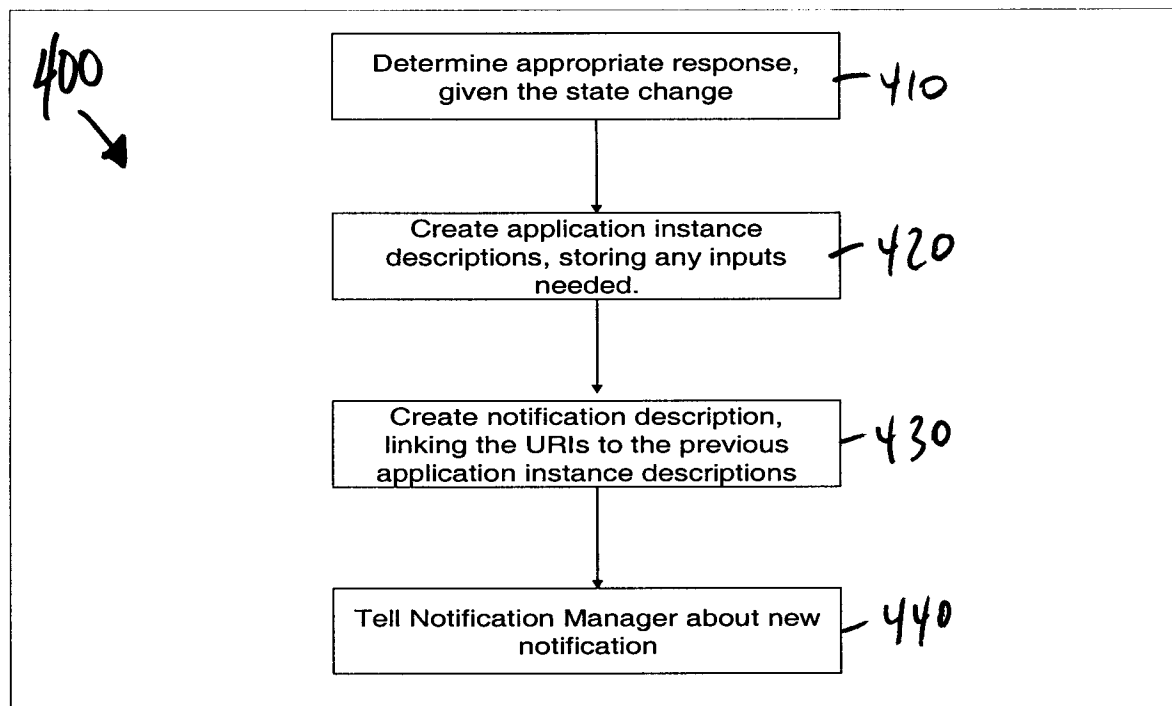 400
Determine appropriate response,
given the state change
410
Create application instance
descriptions, storing any inputs
needed.
420
Create notification description,
linking the URIs to the previous
application instance descriptions
430
Tell Notification Manager about new
notification
440